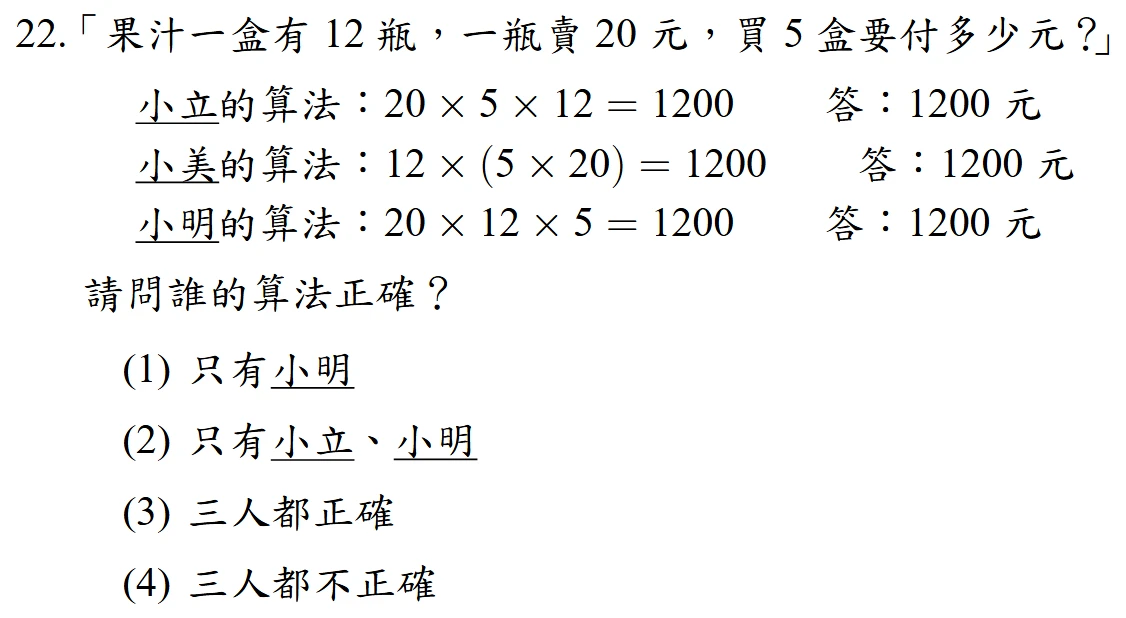 22.「果汁一盒有 12 瓶，一瓶賣 20 元，買 5 盒要付多少元？」
小立的算法：20 × 5 × 12 = 1200 答：1200 元
小美的算法：12 × (5 × 20) = 1200 答：1200 元
小明的算法：20 × 12 × 5 = 1200 答：1200 元
請問誰的算法正確？
(1) 只有小明
(2) 只有小立、小明
(3) 三人都正確
(4) 三人都不正確